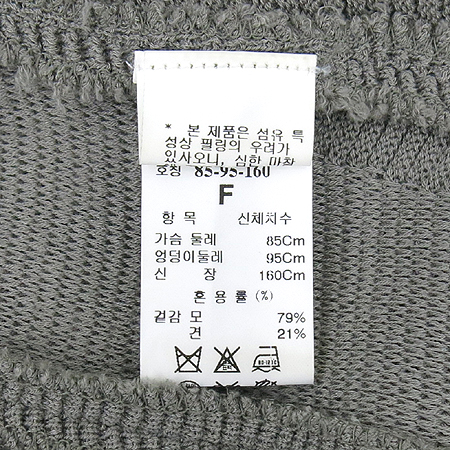 * 본 제품은 섬유 특
성상 필링의 우려가
있사오니, 심한 마찰
호칭 85-95-160
F
항 목 신체치수
가슴 둘레 85Cm
엉덩이둘레 95Cm
신 장 160Cm
혼 용 률 (%)
겉감 모 79%
견 21%